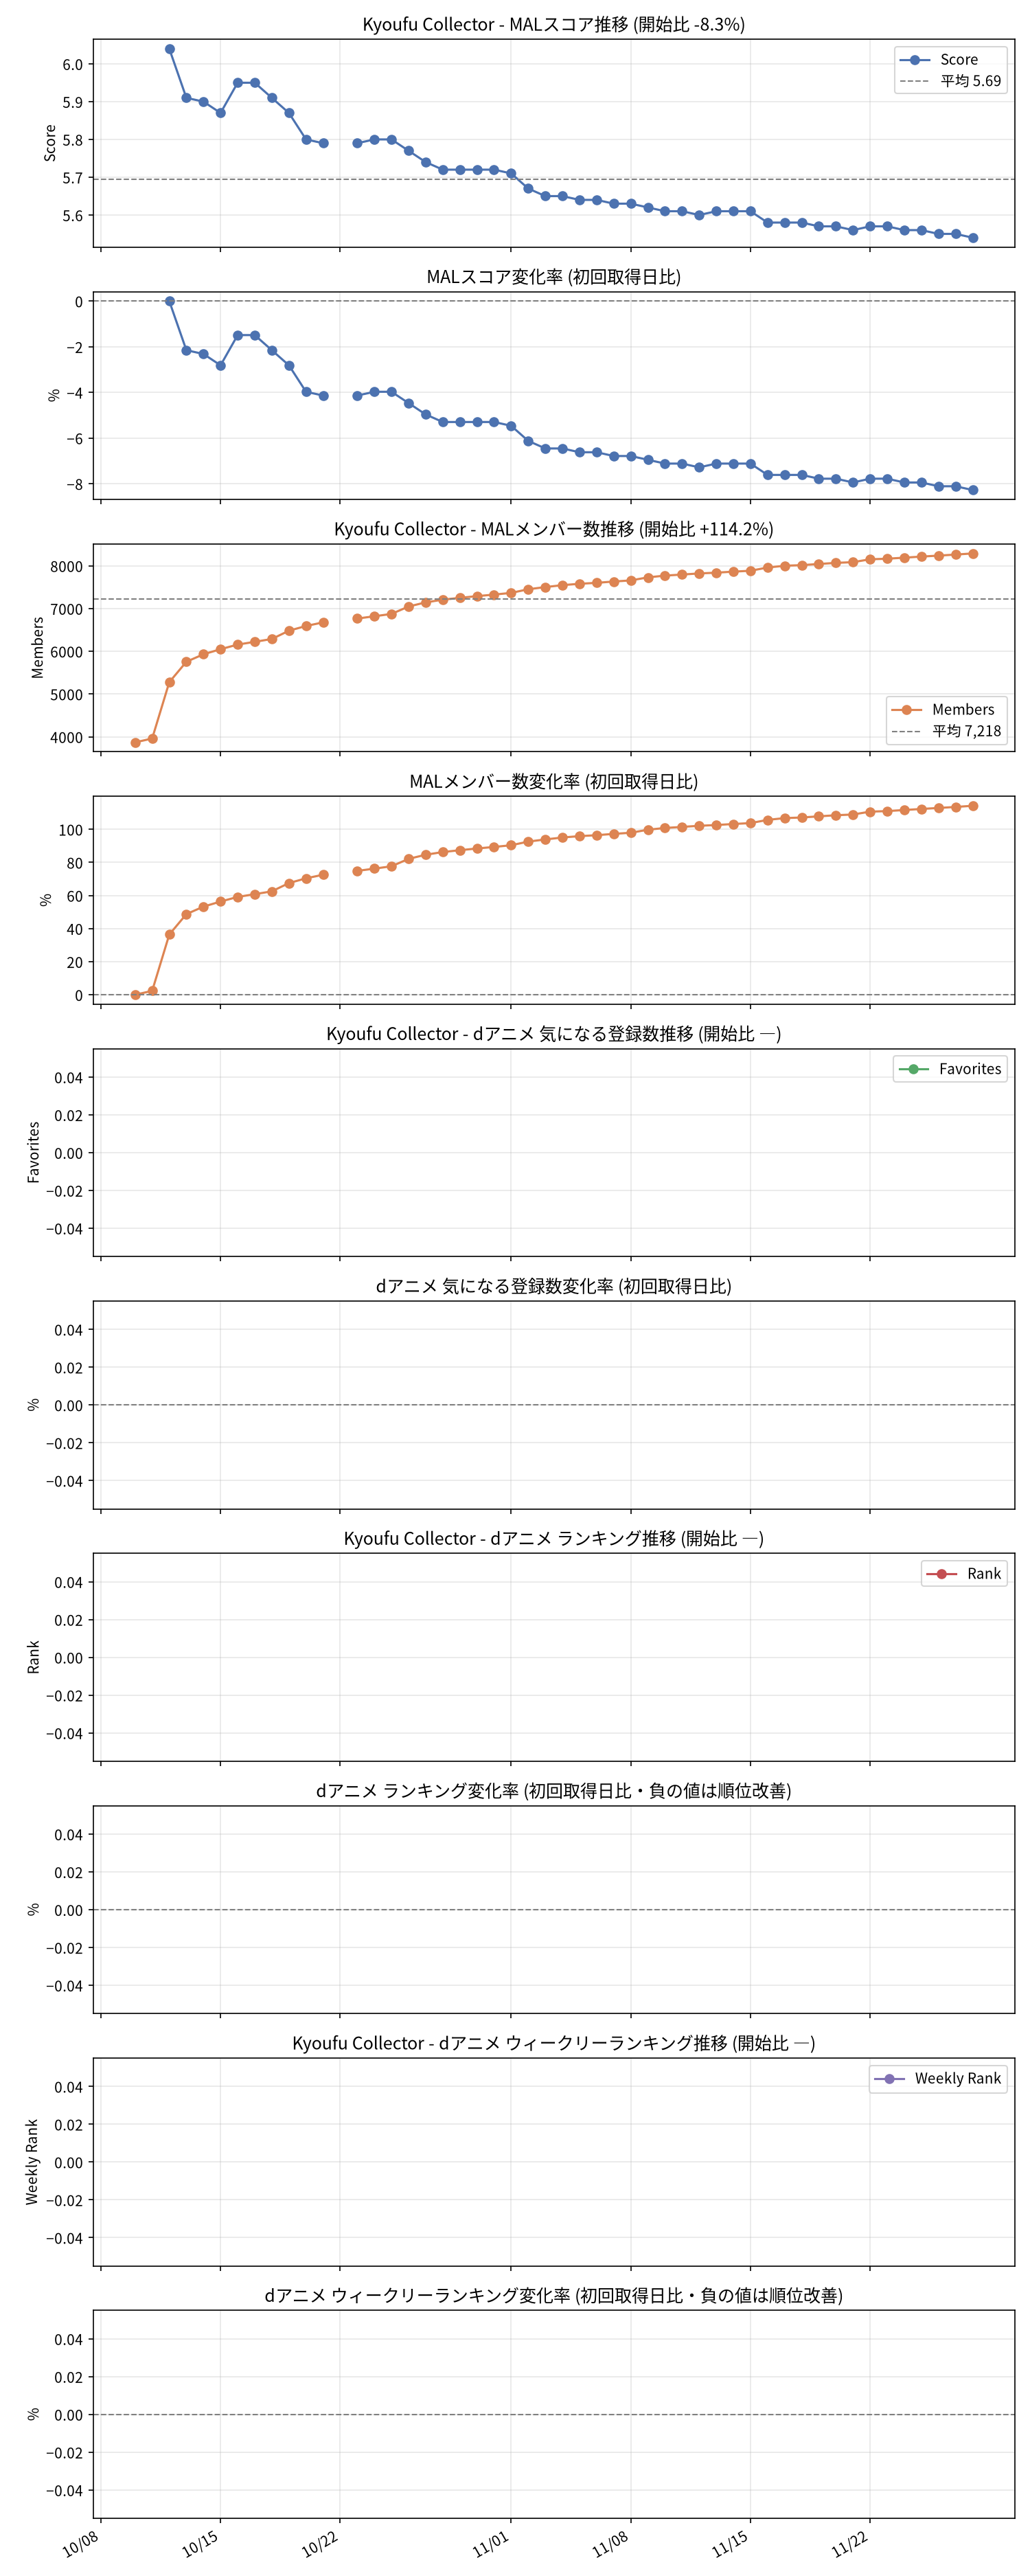 Kyoufu Collector - MALスコア推移 (開始比 -8.3%)
Score
6.0
5.9
5.8
5.7
5.6
Score
平均 5.69
MALスコア変化率 (初回取得日比)
%
0
−2
−4
−6
−8
Kyoufu Collector - MALメンバー数推移 (開始比 +114.2%)
Members
8000
7000
6000
5000
4000
Members
平均 7,218
MALメンバー数変化率 (初回取得日比)
%
100
80
60
40
20
0
Kyoufu Collector - dアニメ 気になる登録数推移 (開始比 —)
Favorites
0.04
0.02
0.00
−0.02
−0.04
Favorites
dアニメ 気になる登録数変化率 (初回取得日比)
%
0.04
0.02
0.00
−0.02
−0.04
Kyoufu Collector - dアニメ ランキング推移 (開始比 —)
Rank
0.04
0.02
0.00
−0.02
−0.04
Rank
dアニメ ランキング変化率 (初回取得日比・負の値は順位改善)
%
0.04
0.02
0.00
−0.02
−0.04
Kyoufu Collector - dアニメ ウィークリーランキング推移 (開始比 —)
Weekly Rank
0.04
0.02
0.00
−0.02
−0.04
Weekly Rank
dアニメ ウィークリーランキング変化率 (初回取得日比・負の値は順位改善)
%
0.04
0.02
0.00
−0.02
−0.04
10/08
10/15
10/22
11/01
11/08
11/15
11/22